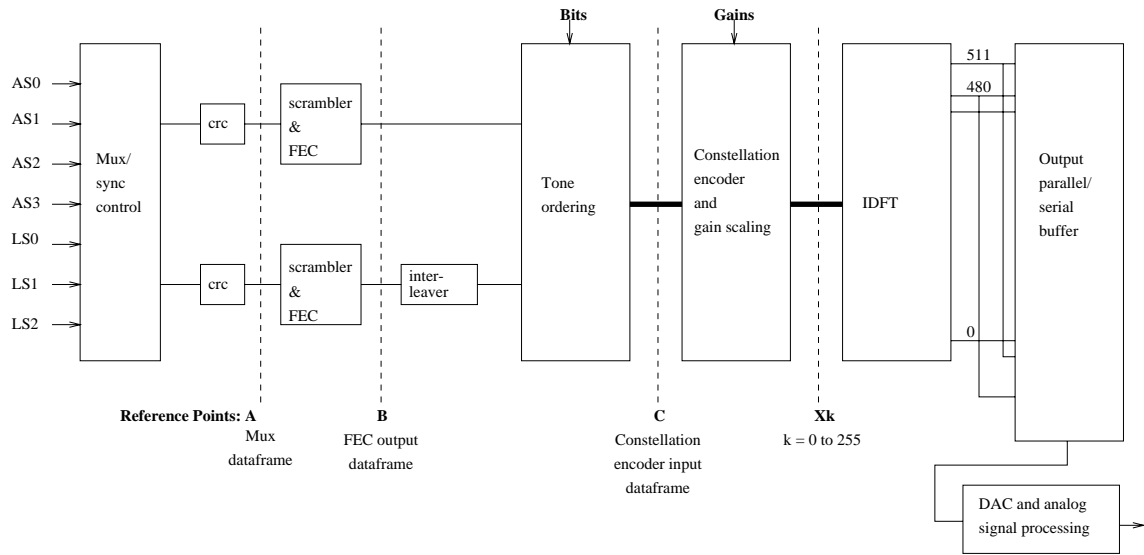 Bits
Gains
AS0
AS1
AS2
AS3
LS0
LS1
LS2
Mux/
sync
control
crc
crc
scrambler
&
FEC
scrambler
&
FEC
inter-
leaver
Tone
ordering
Constellation
encoder
and
gain scaling
IDFT
511
480
0
Output
parallel/
serial
buffer
Reference Points: A
Mux
dataframe
B
FEC output
dataframe
C
Constellation
encoder input
dataframe
Xk
k = 0 to 255
DAC and analog
signal processing